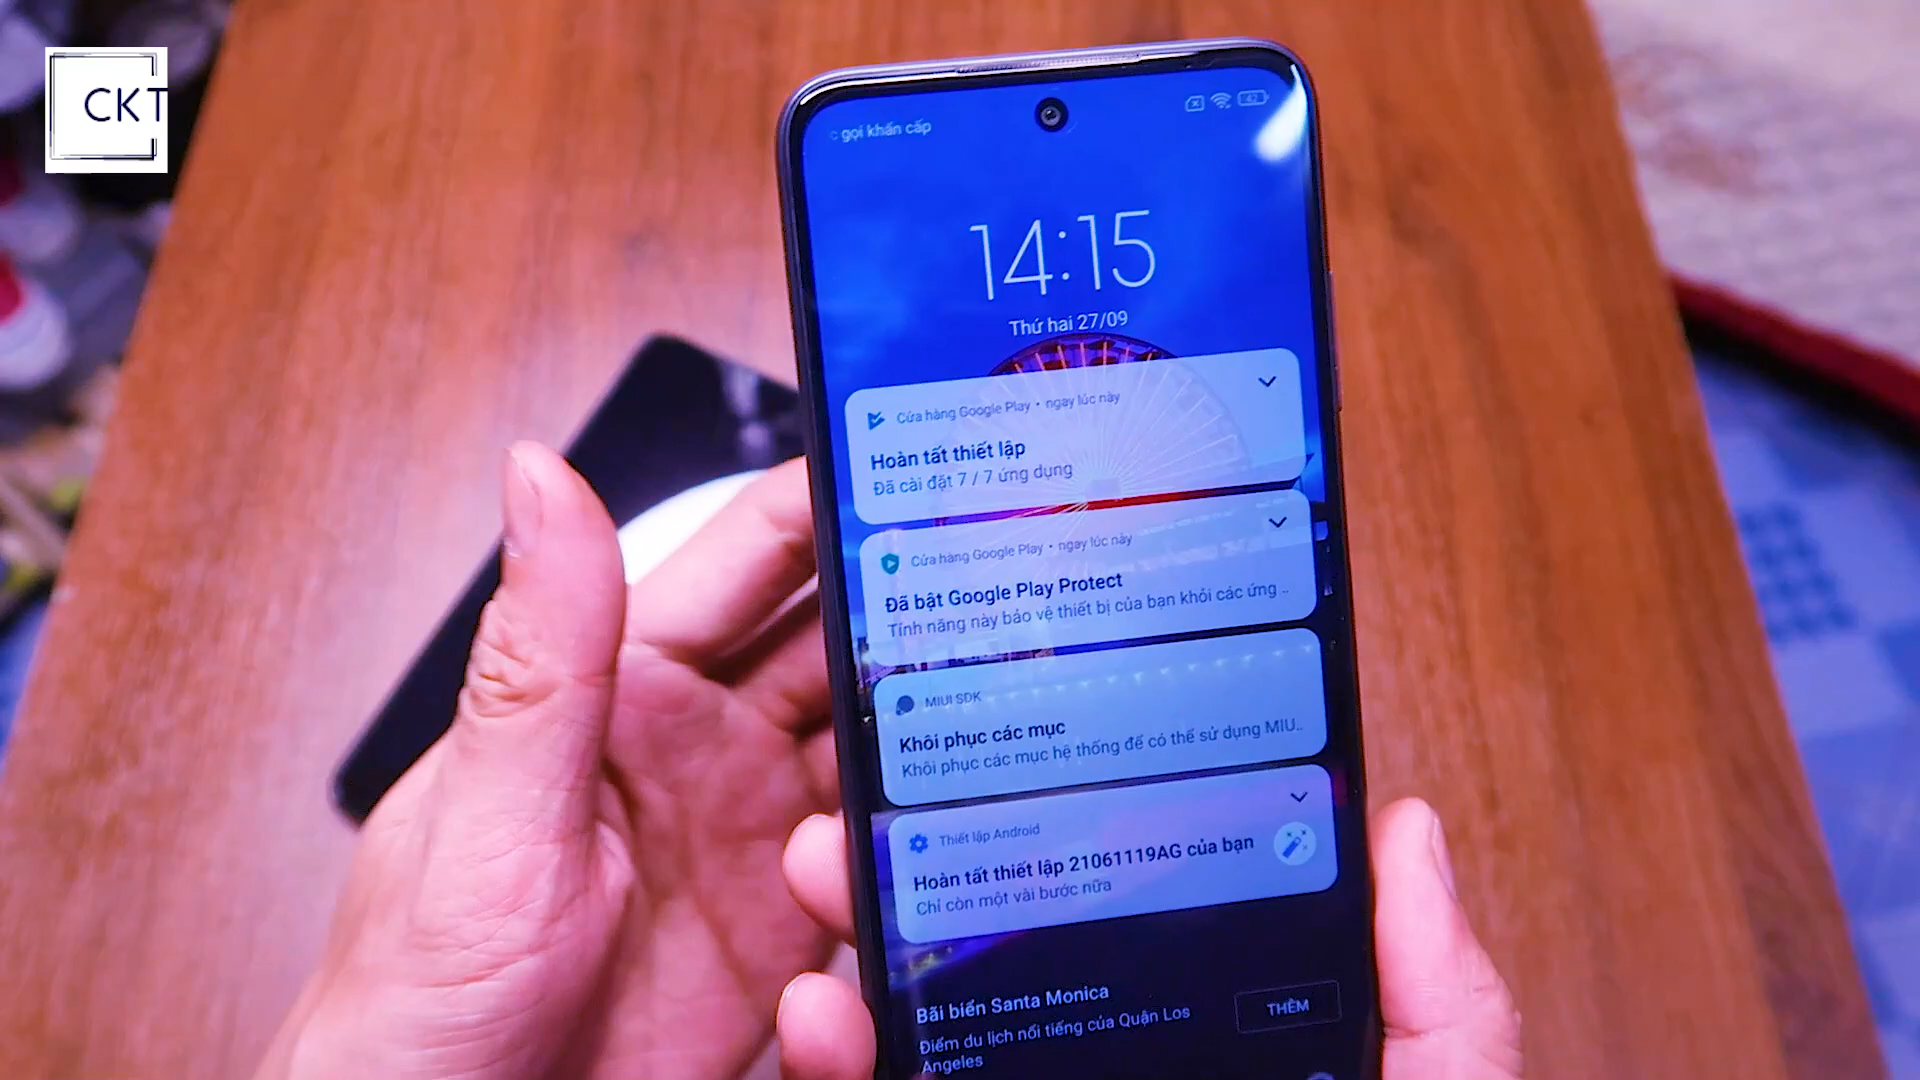 CKT
gọi khẩn cấp
42
14:15
Thứ hai 27/09
Cửa hàng Google Play • ngay lúc này
Hoàn tất thiết lập
Đã cài đặt 7 / 7 ứng dụng
Cửa hàng Google Play • ngay lúc này
Đã bật Google Play Protect
Tính năng này bảo vệ thiết bị của bạn khỏi các ứng ..
MIUI SDK
Khôi phục các mục
Khôi phục các mục hệ thống để có thể sử dụng MIU..
Thiết lập Android
Hoàn tất thiết lập 21061119AG của bạn
Chỉ còn một vài bước nữa
Bãi biển Santa Monica
Điểm du lịch nổi tiếng của Quận Los
Angeles
THÊM